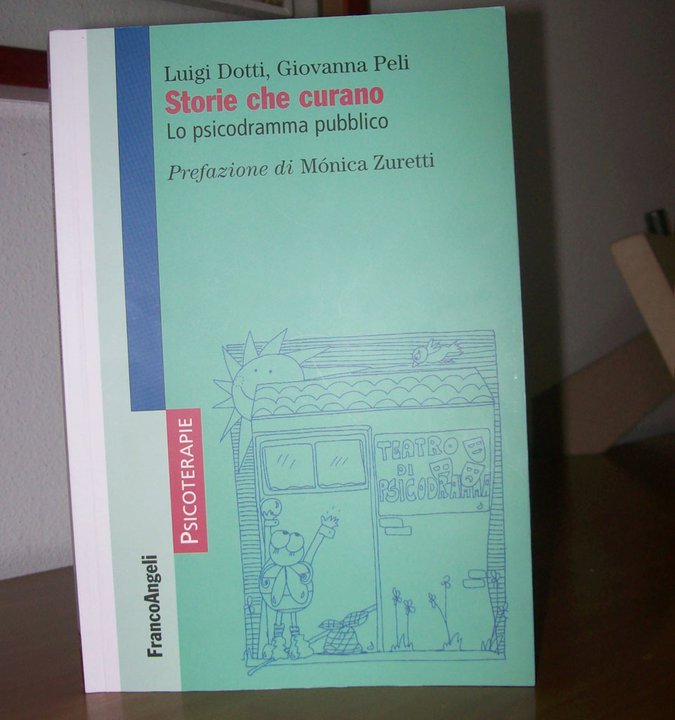 Luigi Dotti, Giovanna Peli
Storie che curano
Lo psicodramma pubblico
Prefazione di Mónica Zuretti
TEATRO
DI
PSICODRAMMA
PSICOTERAPIE
FrancoAngeli